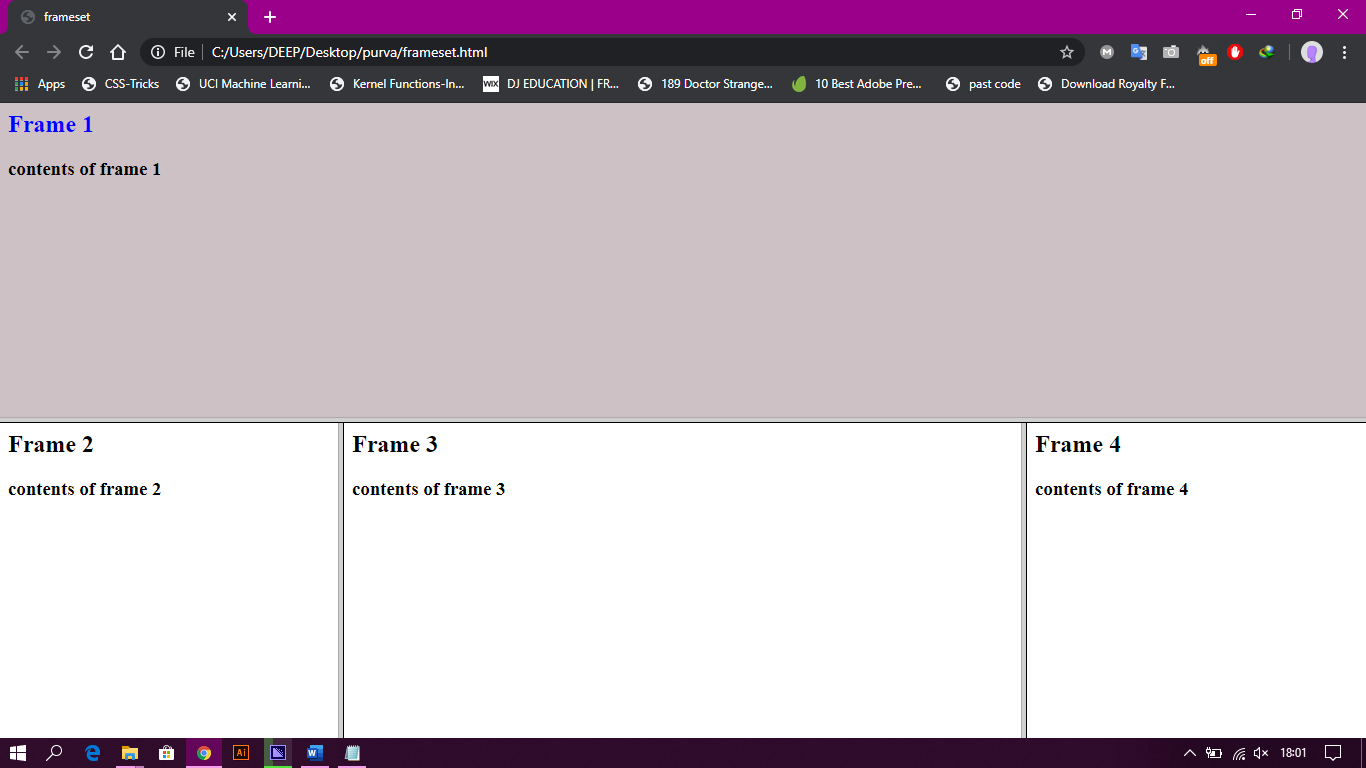 frameset
File C:/Users/DEEP/Desktop/purva/frameset.html
M off
Apps CSS-Tricks UCI Machine Learni... Kernel Functions-In... WIX DJ EDUCATION | FR... 189 Doctor Strange... 10 Best Adobe Pre... past code Download Royalty F...
Frame 1
contents of frame 1
Frame 2 Frame 3 Frame 4
contents of frame 2 contents of frame 3 contents of frame 4
Ai W 18:01